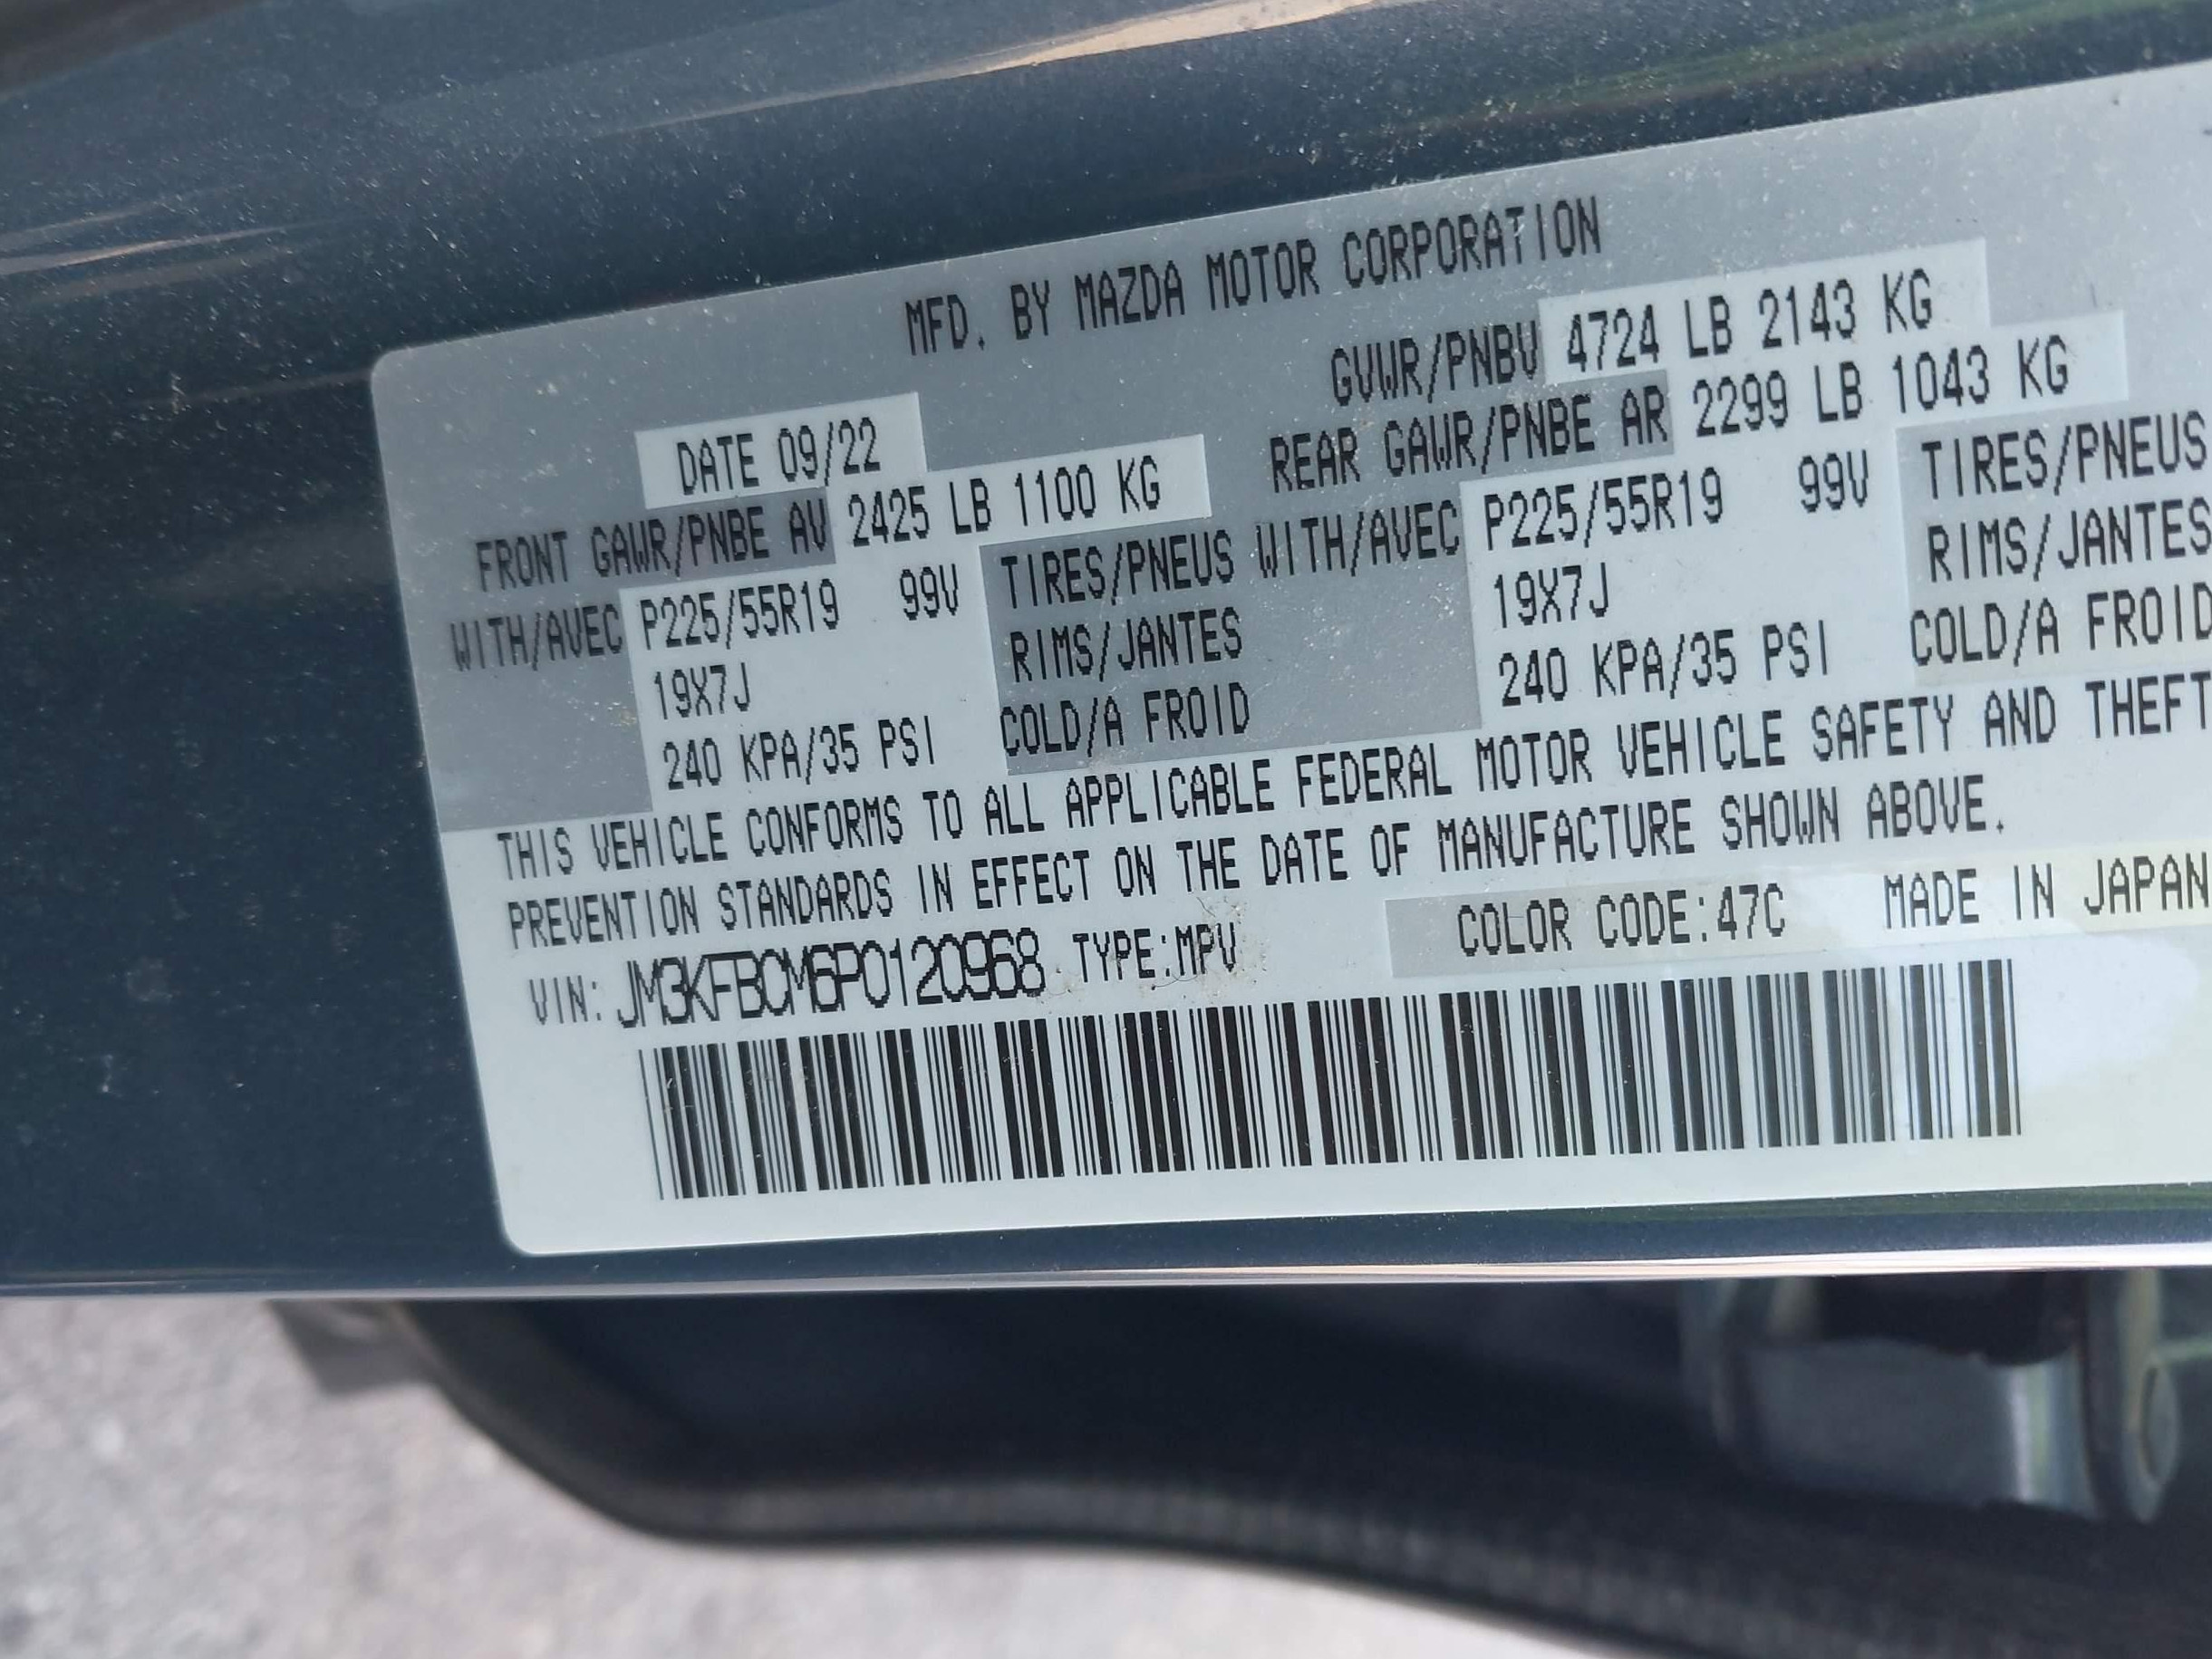 MFD. BY MAZDA MOTOR CORPORATION
DATE 09/22 GVWR/PNBV 4724 LB 2143 KG
FRONT GAWR/PNBE AV 2425 LB 1100 KG REAR GAWR/PNBE AR 2299 LB 1043 KG
WITH/AVEC P225/55R19 99V TIRES/PNEUS WITH/AVEC P225/55R19 99V TIRES/PNEUS
19X7J RIMS/JANTES 19X7J RIMS/JANTES
240 KPA/35 PSI COLD/A FROID 240 KPA/35 PSI COLD/A FROID
THIS VEHICLE CONFORMS TO ALL APPLICABLE FEDERAL MOTOR VEHICLE SAFETY AND THEFT
PREVENTION STANDARDS IN EFFECT ON THE DATE OF MANUFACTURE SHOWN ABOVE.
VIN: JM3KFBCM6P0120968 TYPE:MPV COLOR CODE:47C MADE IN JAPAN